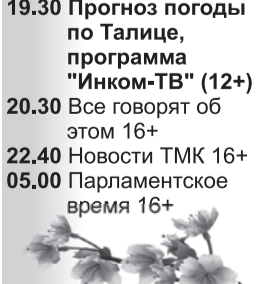 19.30 Прогноз погоды
по Талице,
программа
"Инком-ТВ" (12+)
20.30 Все говорят об
этом 16+
22.40 Новости ТМК 16+
05.00 Парламентское
время 16+